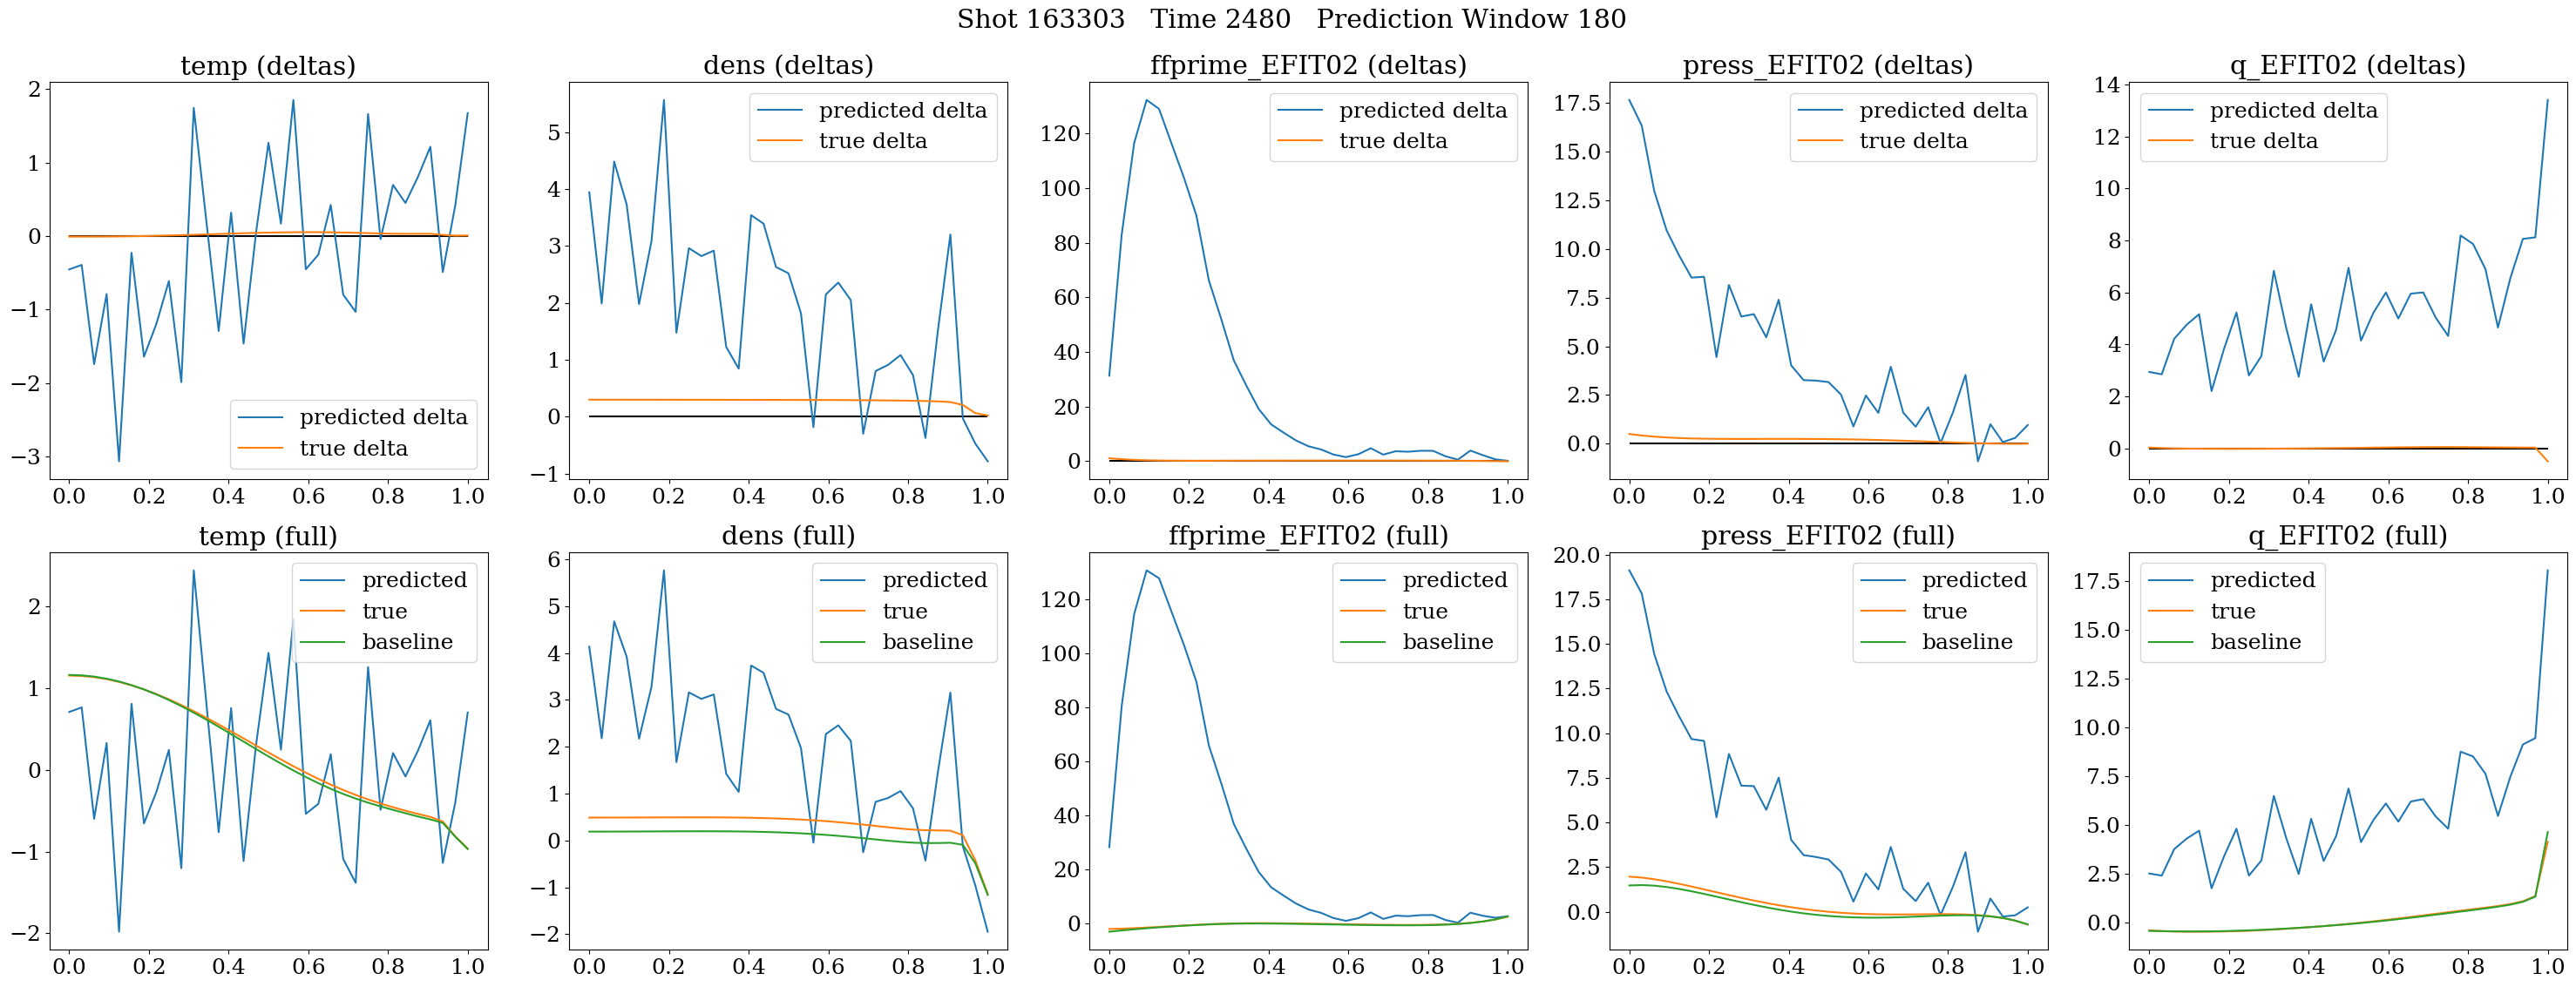 Shot 163303   Time 2480   Prediction Window 180
temp (deltas)
2
1
0
−1
−2
−3
0.0 0.2 0.4 0.6 0.8 1.0
predicted delta
true delta
dens (deltas)
5
4
3
2
1
0
−1
0.0 0.2 0.4 0.6 0.8 1.0
predicted delta
true delta
ffprime_EFIT02 (deltas)
120
100
80
60
40
20
0
0.0 0.2 0.4 0.6 0.8 1.0
predicted delta
true delta
press_EFIT02 (deltas)
17.5
15.0
12.5
10.0
7.5
5.0
2.5
0.0
0.0 0.2 0.4 0.6 0.8 1.0
predicted delta
true delta
q_EFIT02 (deltas)
14
12
10
8
6
4
2
0
0.0 0.2 0.4 0.6 0.8 1.0
predicted delta
true delta
temp (full)
2
1
0
−1
−2
0.0 0.2 0.4 0.6 0.8 1.0
predicted
true
baseline
dens (full)
6
5
4
3
2
1
0
−1
−2
0.0 0.2 0.4 0.6 0.8 1.0
predicted
true
baseline
ffprime_EFIT02 (full)
120
100
80
60
40
20
0
0.0 0.2 0.4 0.6 0.8 1.0
predicted
true
baseline
press_EFIT02 (full)
20.0
17.5
15.0
12.5
10.0
7.5
5.0
2.5
0.0
0.0 0.2 0.4 0.6 0.8 1.0
predicted
true
baseline
q_EFIT02 (full)
17.5
15.0
12.5
10.0
7.5
5.0
2.5
0.0
0.0 0.2 0.4 0.6 0.8 1.0
predicted
true
baseline